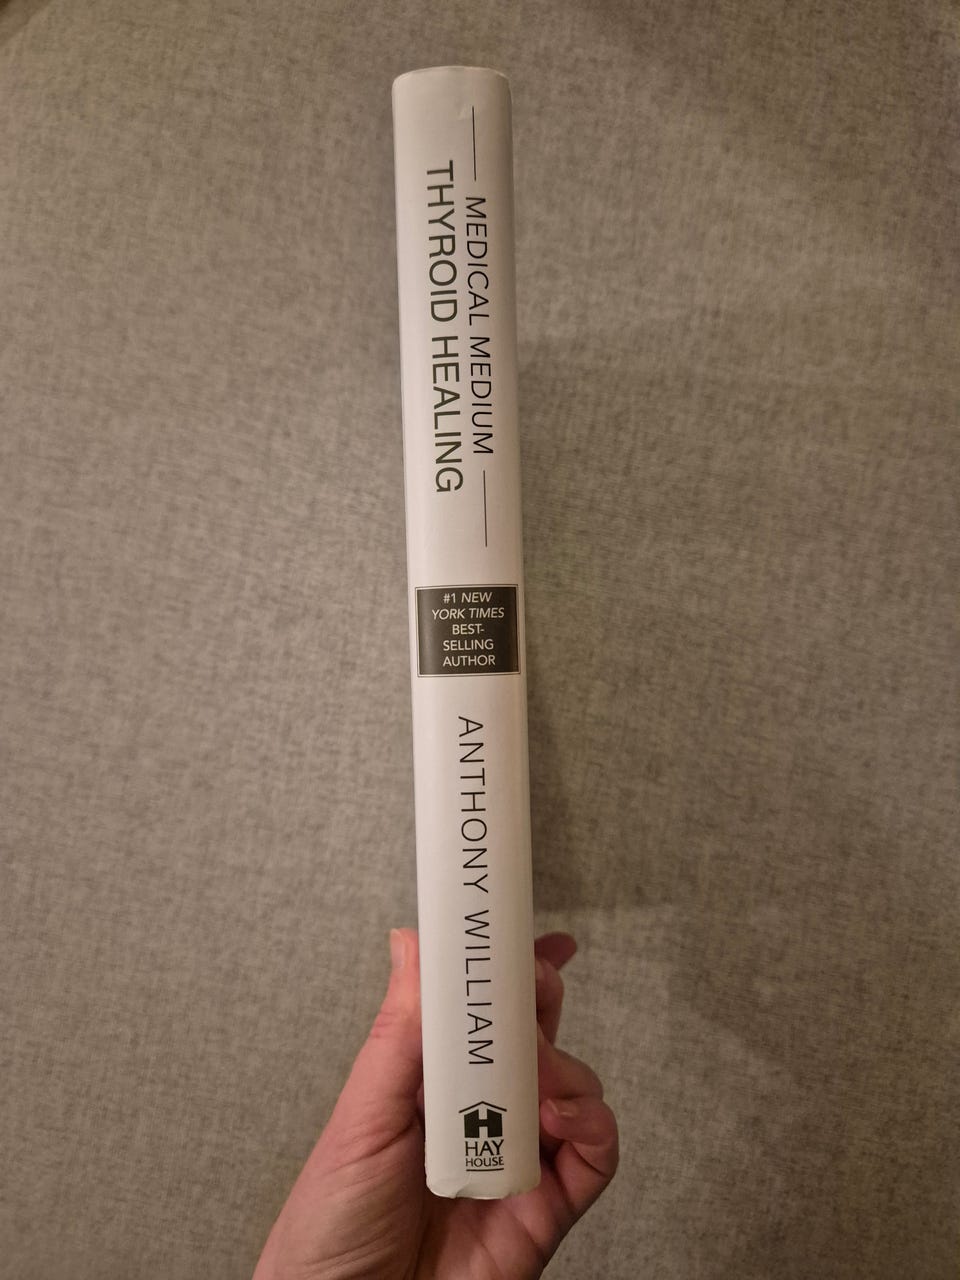 MEDICAL MEDIUM
THYROID HEALING
#1 NEW
YORK TIMES
BEST-
SELLING
AUTHOR
ANTHONY WILLIAM
H
HAY
HOUSE